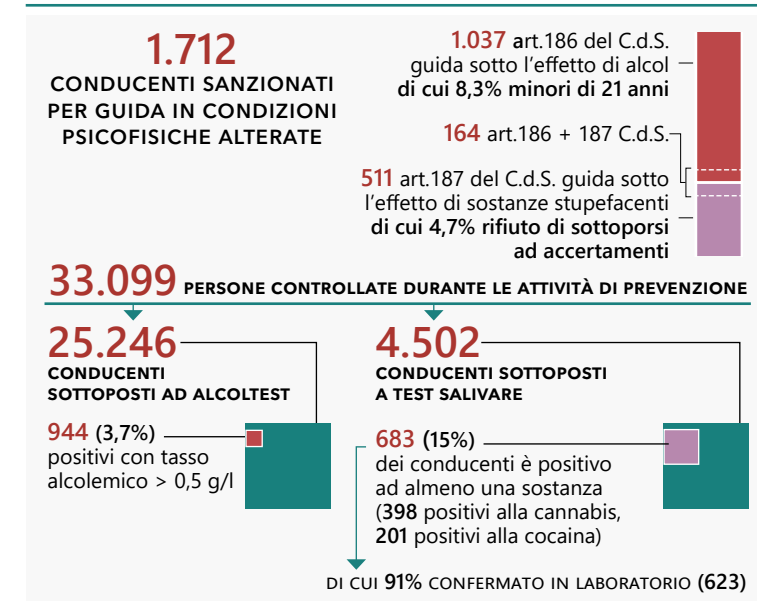 1.712
CONDUCENTI SANZIONATI
PER GUIDA IN CONDIZIONI
PSICOFISICHE ALTERATE
1.037 art.186 del C.d.S.
guida sotto l'effetto di alcol
di cui 8,3% minori di 21 anni
164 art.186 + 187 C.d.S.
511 art.187 del C.d.S. guida sotto
l'effetto di sostanze stupefacenti
di cui 4,7% rifiuto di sottoporsi
ad accertamenti
33.099 PERSONE CONTROLLATE DURANTE LE ATTIVITÀ DI PREVENZIONE
25.246
CONDUCENTI
SOTTOPOSTI AD ALCOLTEST
944 (3,7%)
positivi con tasso
alcolemico > 0,5 g/l
4.502
CONDUCENTI SOTTOPOSTI
A TEST SALIVARE
683 (15%)
dei conducenti è positivo
ad almeno una sostanza
(398 positivi alla cannabis,
201 positivi alla cocaina)
DI CUI 91% CONFERMATO IN LABORATORIO (623)